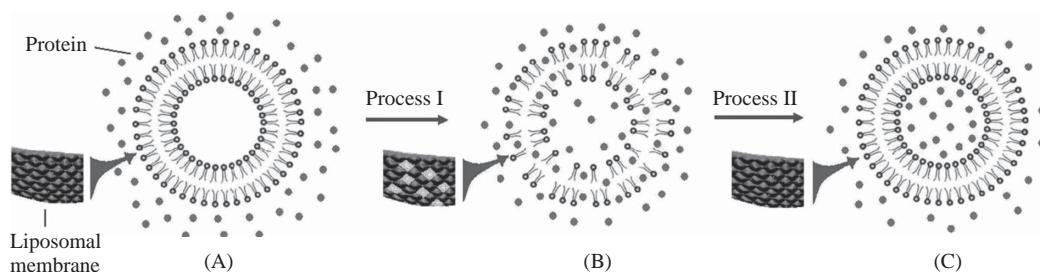 Protein
Process I
Process II
Liposomal
membrane
(A)
(B)
(C)